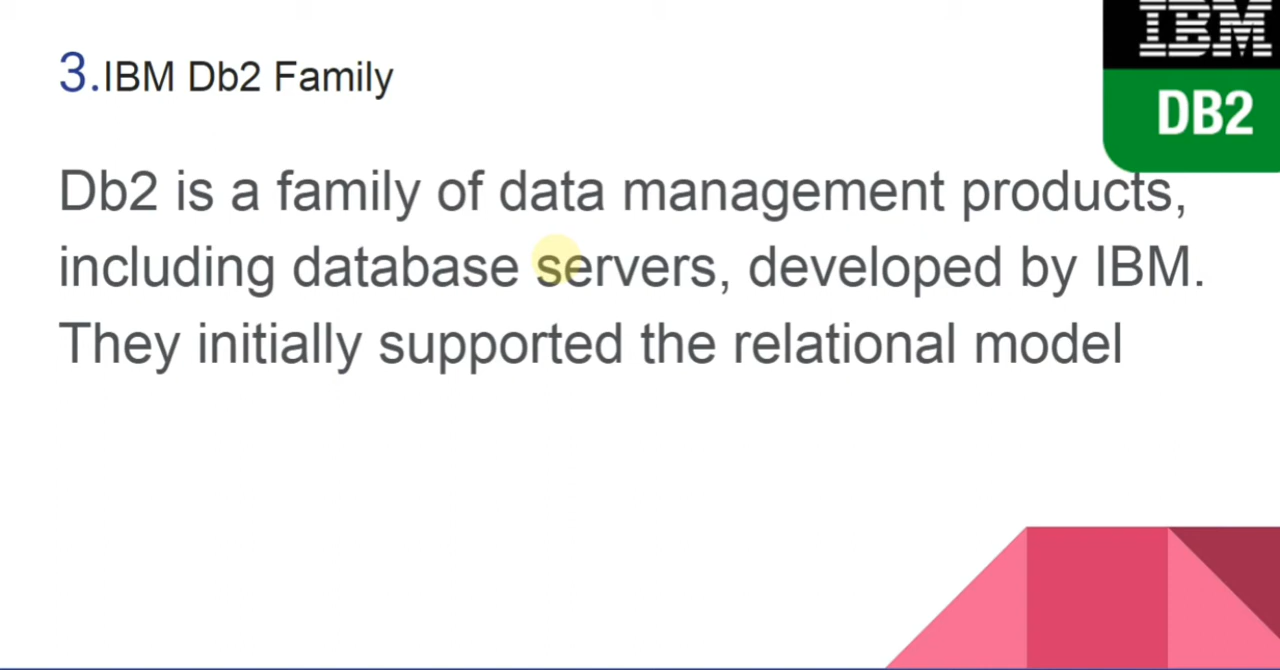 IBM
DB2
3.IBM Db2 Family
Db2 is a family of data management products,
including database servers, developed by IBM.
They initially supported the relational model